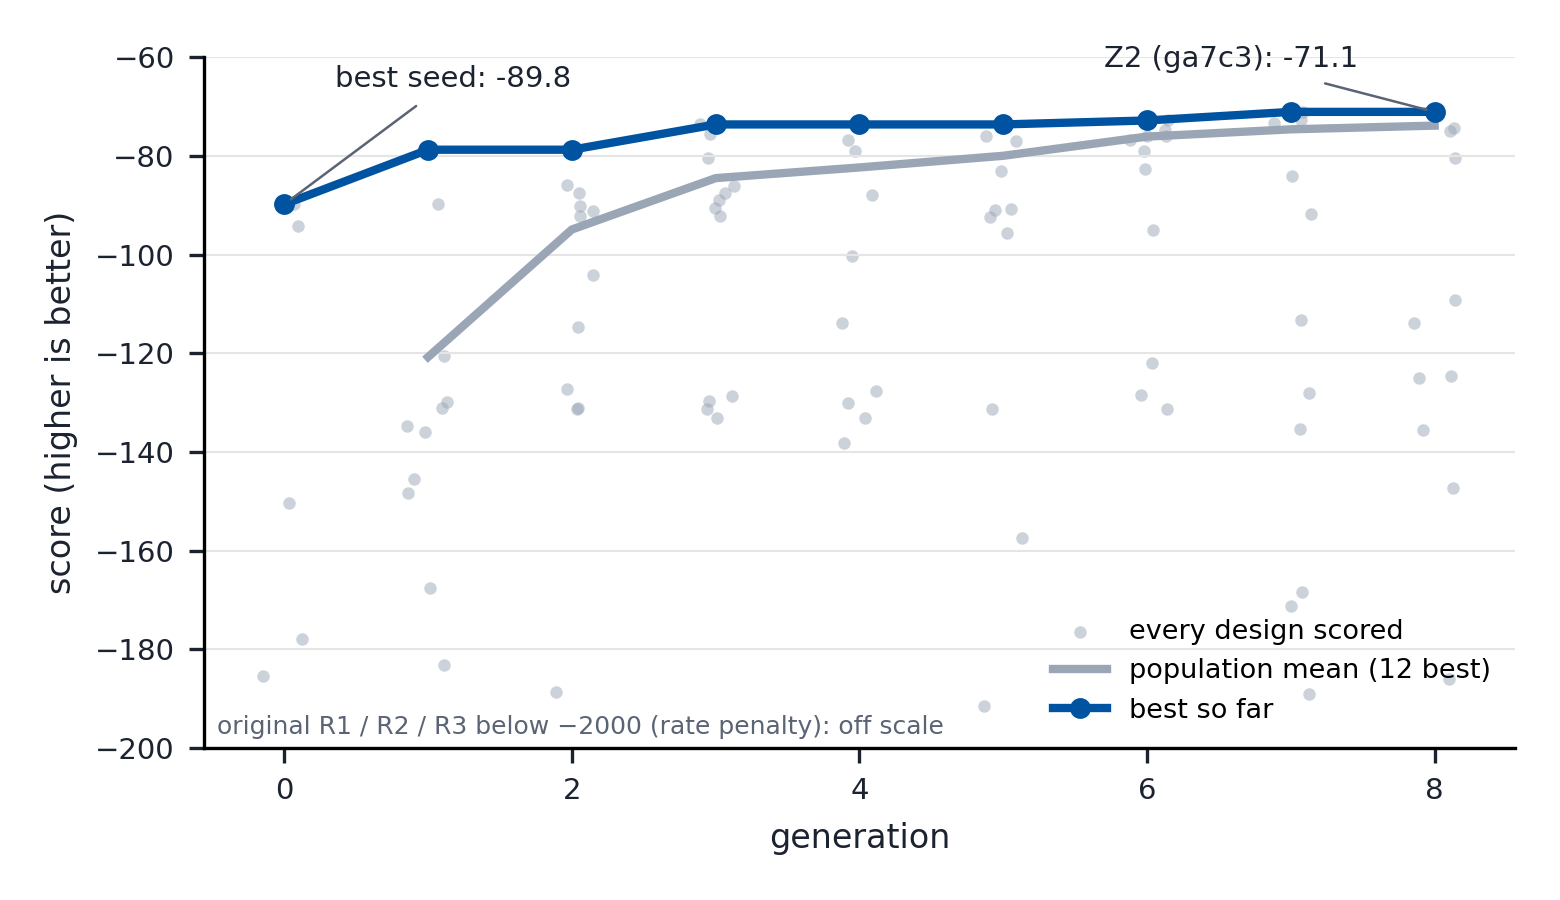 −60
−80
−100
−120
−140
−160
−180
−200
score (higher is better)
best seed: -89.8
Z2 (ga7c3): -71.1
every design scored
population mean (12 best)
best so far
original R1 / R2 / R3 below −2000 (rate penalty): off scale
0
2
4
6
8
generation